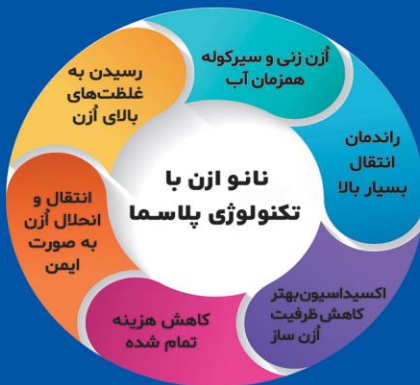 نانو ازن با
تکنولوژی پلاسما
اُزن زنی و سیرکوله
همزمان آب
راندمان
انتقال
بسیار بالا
اکسیداسیون‌بهتر
کاهش ظرفیت
اُزن ساز
کاهش هزینه
تمام شده
انتقال و
انحلال اُزن
به صورت
ایمن
رسیدن به
غلظت‌های
بالای اُزن